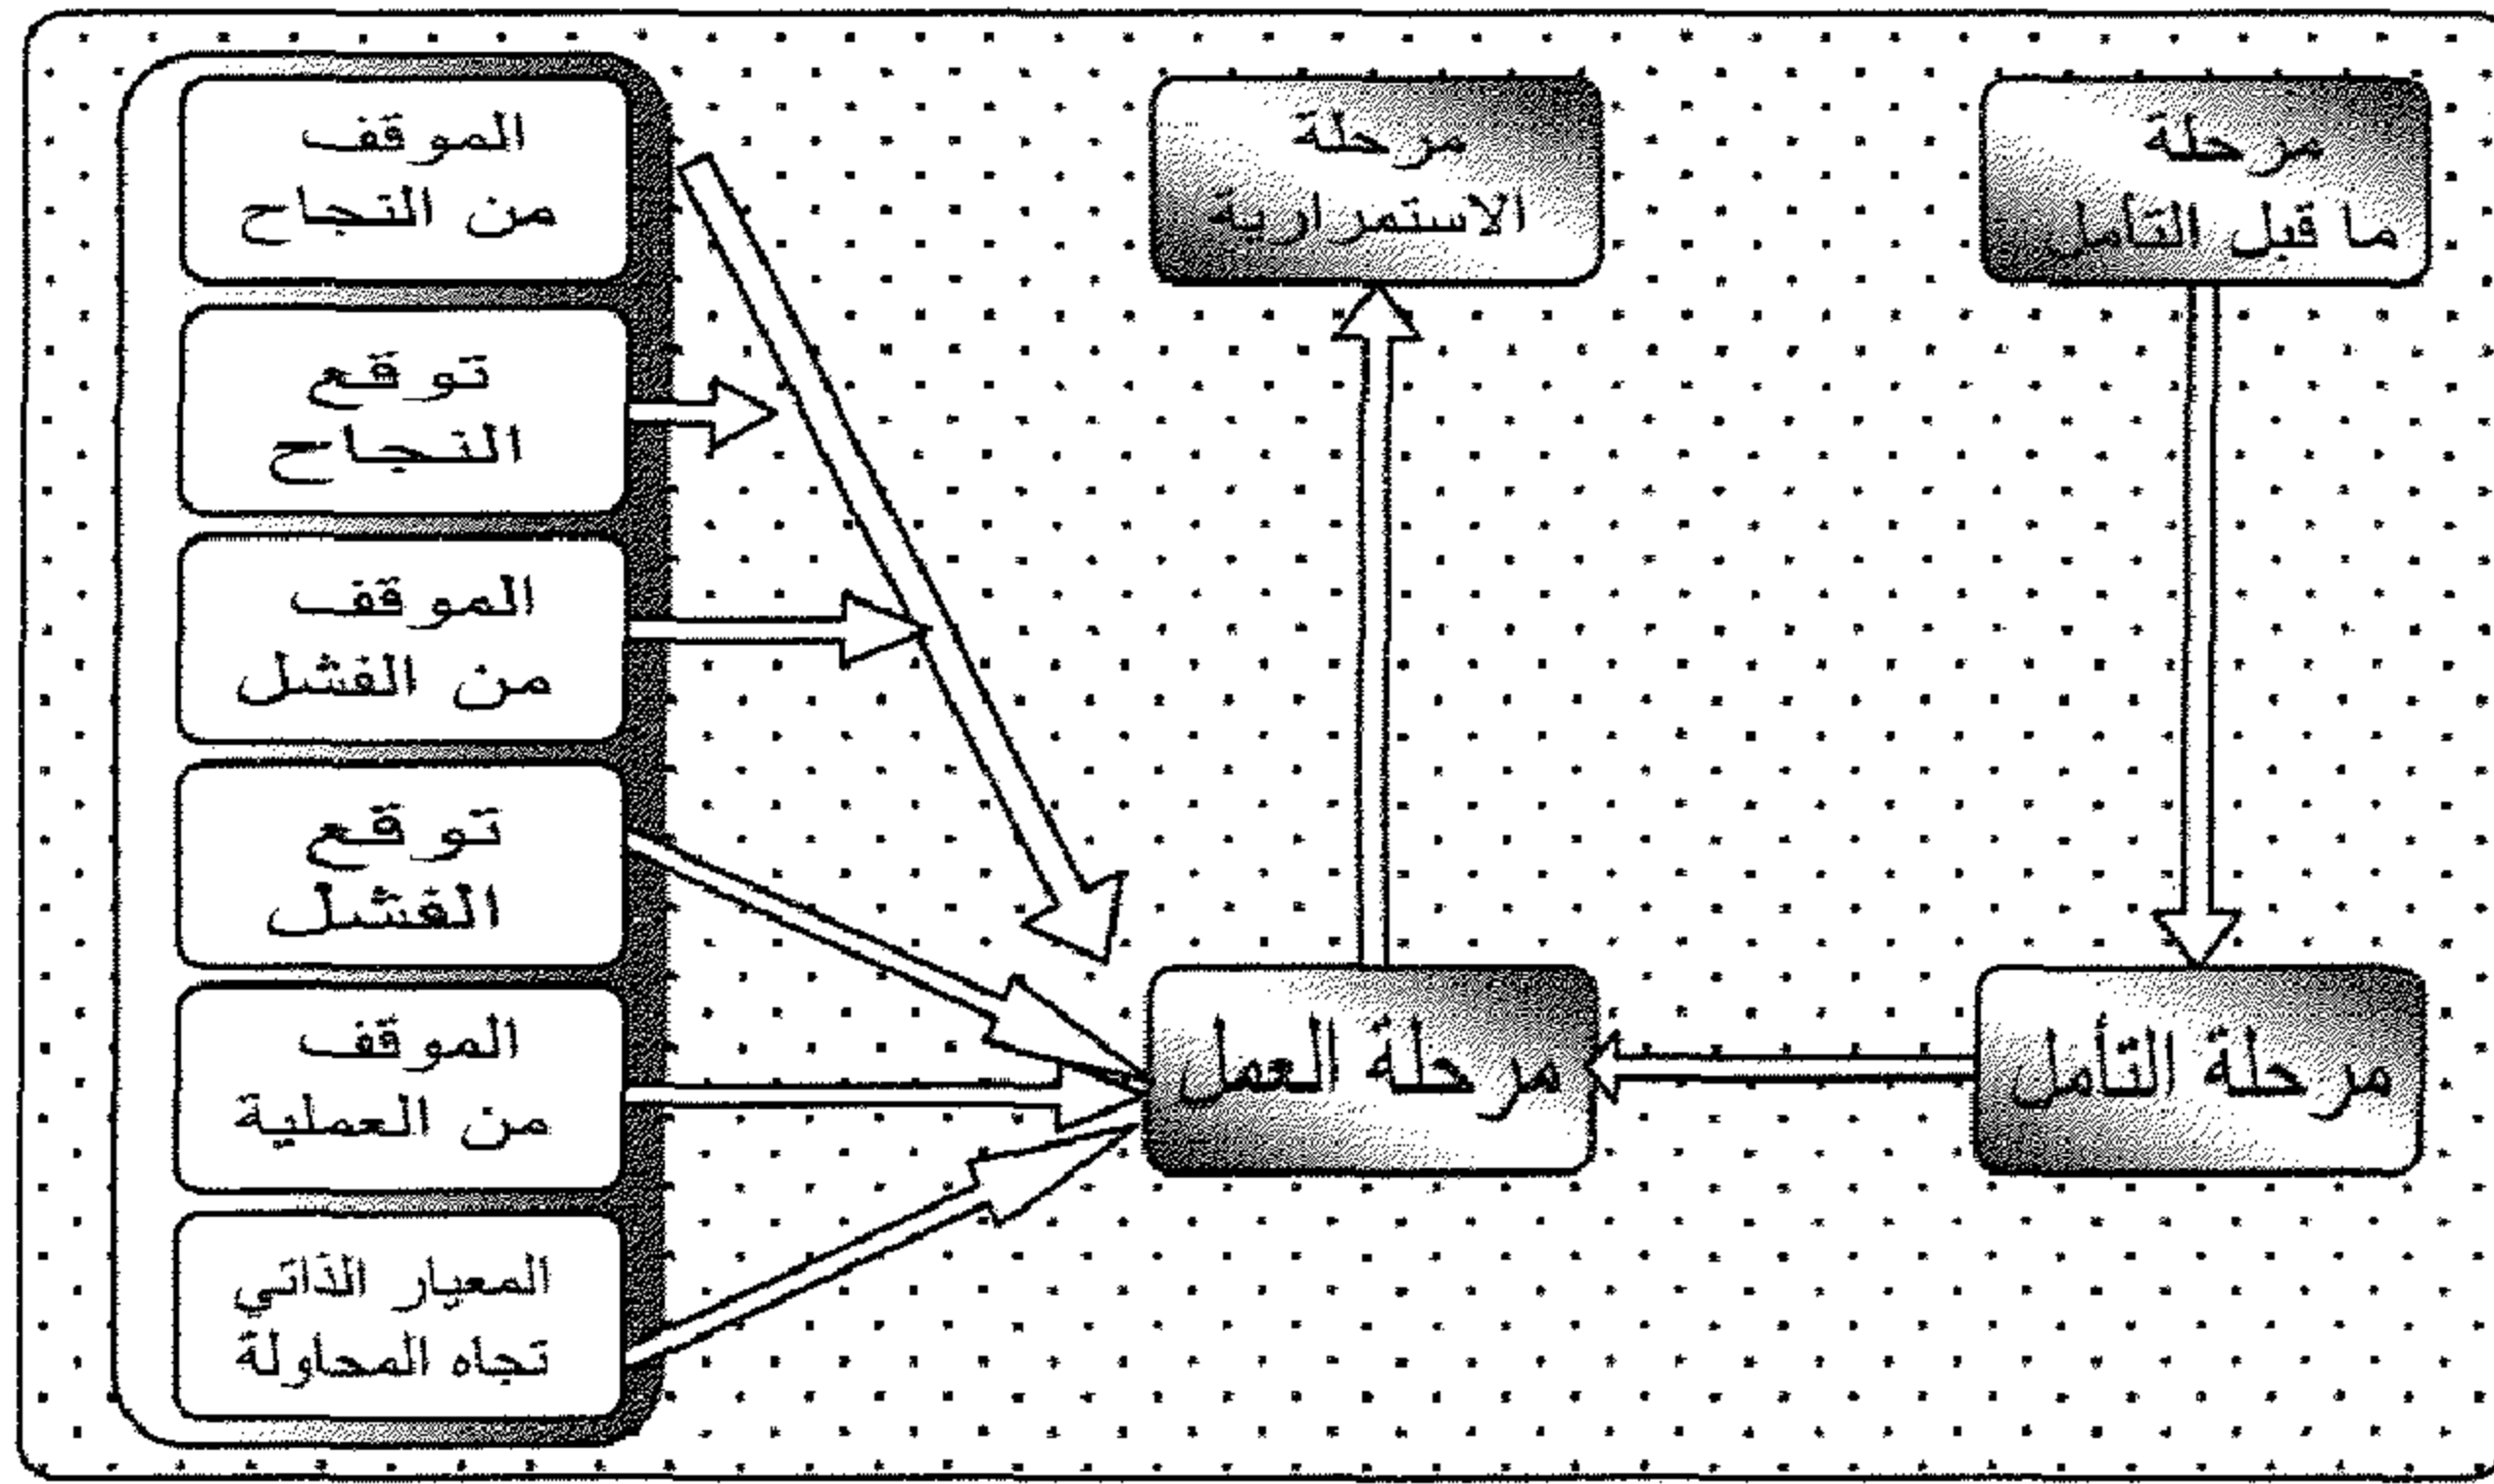 مرحلة
ما قبل التأمل
مرحلة
الاستمرارية
مرحلة التأمل
مرحلة العمل
الموقف
من النجاح
توقع
النجاح
الموقف
من الفشل
توقع
الفشل
الموقف
من العملية
المعيار الذاتي
تجاه المحاولة